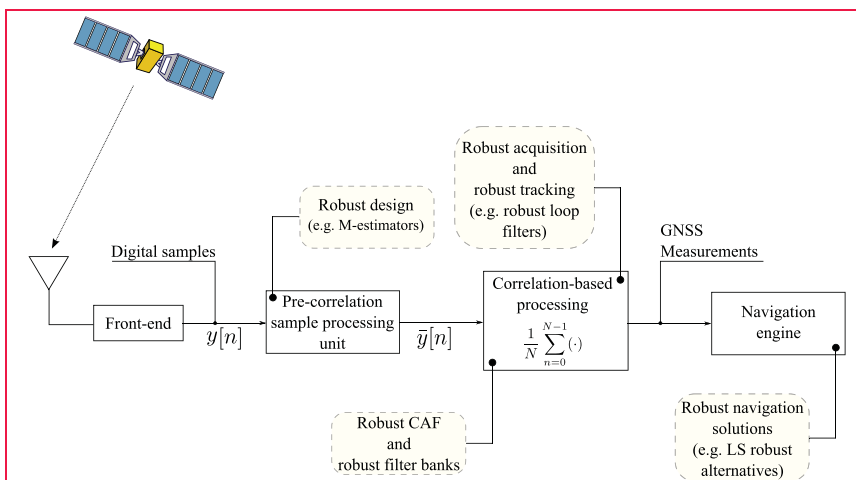 Robust acquisition
and
robust tracking
(e.g. robust loop
filters)
Robust design
(e.g. M-estimators)
GNSS
Measurements
Digital samples
Front-end
y[n]
Pre-correlation
sample processing
unit
ȳ[n]
Correlation-based
processing
1/N ∑_{n=0}^{N−1} (·)
Navigation
engine
Robust CAF
and
robust filter banks
Robust navigation
solutions
(e.g. LS robust
alternatives)